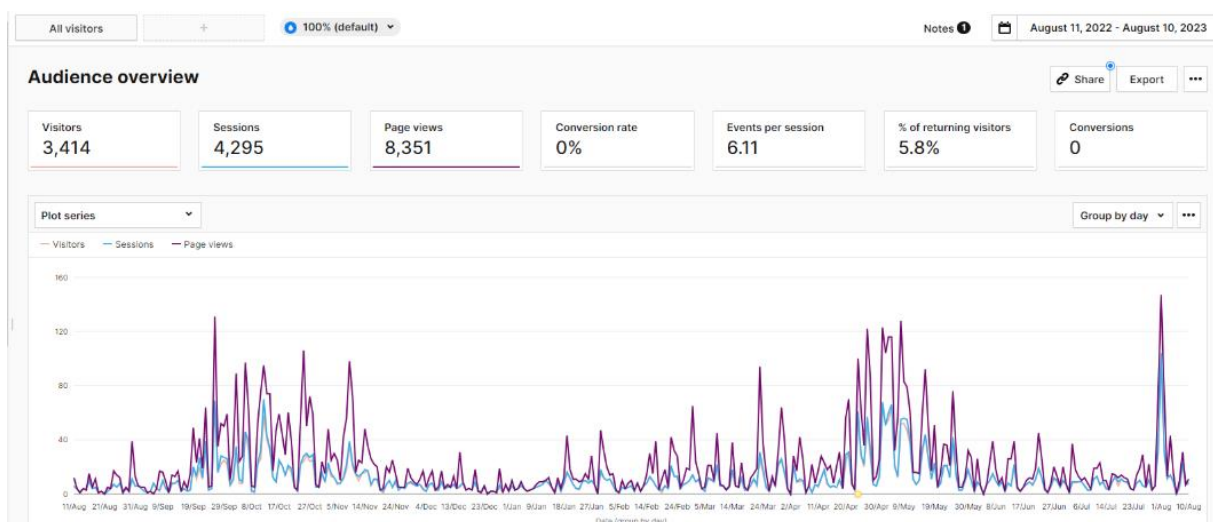 All visitors
+
100% (default)
Notes 1
August 11, 2022 - August 10, 2023
Audience overview
Share
Export
Visitors
3,414
Sessions
4,295
Page views
8,351
Conversion rate
0%
Events per session
6.11
% of returning visitors
5.8%
Conversions
0
Plot series
Group by day
Visitors Sessions Page views
160
120
80
40
0
11/Aug 21/Aug 31/Aug 9/Sep 19/Sep 29/Sep 8/Oct 17/Oct 27/Oct 5/Nov 14/Nov 24/Nov 4/Dec 13/Dec 23/Dec 1/Jan 9/Jan 18/Jan 27/Jan 5/Feb 14/Feb 24/Feb 5/Mar 14/Mar 24/Mar 2/Apr 11/Apr 20/Apr 30/Apr 9/May 19/May 30/May 8/Jun 17/Jun 27/Jun 6/Jul 14/Jul 23/Jul 1/Aug 10/Aug
Date (group by day)